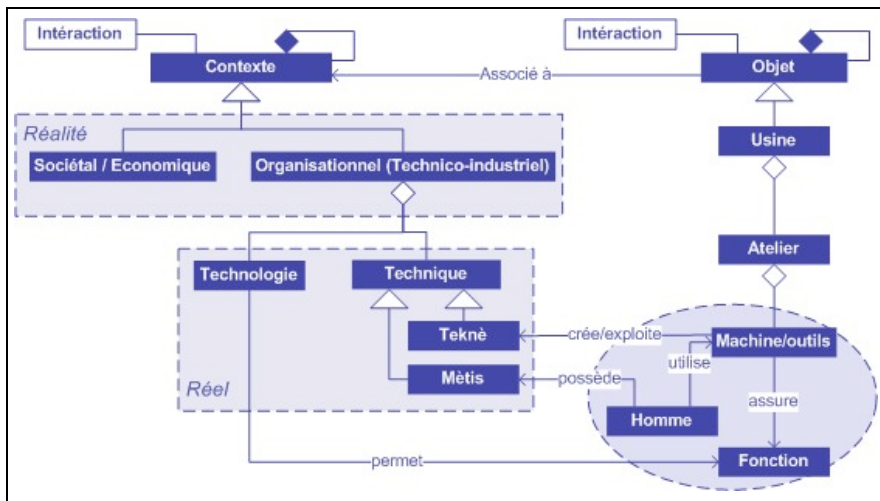 Intéraction
Intéraction
Contexte
Associé à
Objet
Réalité
Usine
Sociétal / Economique
Organisationnel (Technico-industriel)
Atelier
Technologie
Technique
Teknè
crée/exploite
Machine/outils
utilise
Mètis
possède
Réel
assure
Homme
permet
Fonction